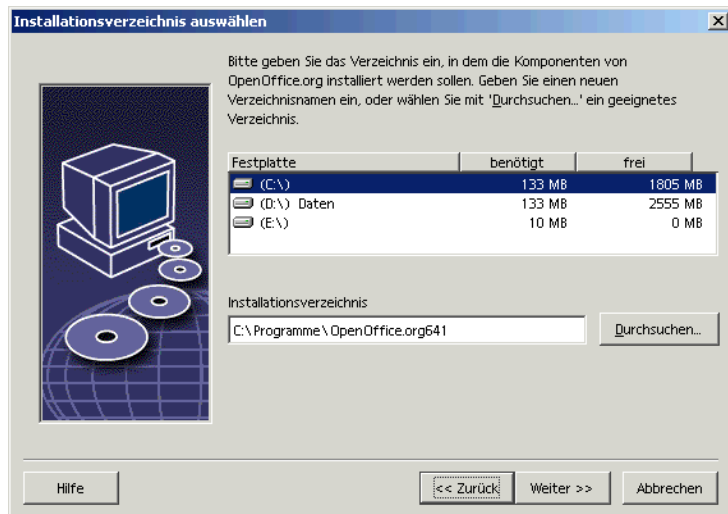 Installationsverzeichnis auswählen
Bitte geben Sie das Verzeichnis ein, in dem die Komponenten von
OpenOffice.org installiert werden sollen. Geben Sie einen neuen
Verzeichnisnamen ein, oder wählen Sie mit 'Durchsuchen...' ein geeignetes
Verzeichnis.
Festplatte benötigt frei
(C:\) 133 MB 1805 MB
(D:\) Daten 133 MB 2555 MB
(E:\) 10 MB 0 MB
Installationsverzeichnis
C:\Programme\OpenOffice.org641 Durchsuchen...
Hilfe << Zurück Weiter >> Abbrechen